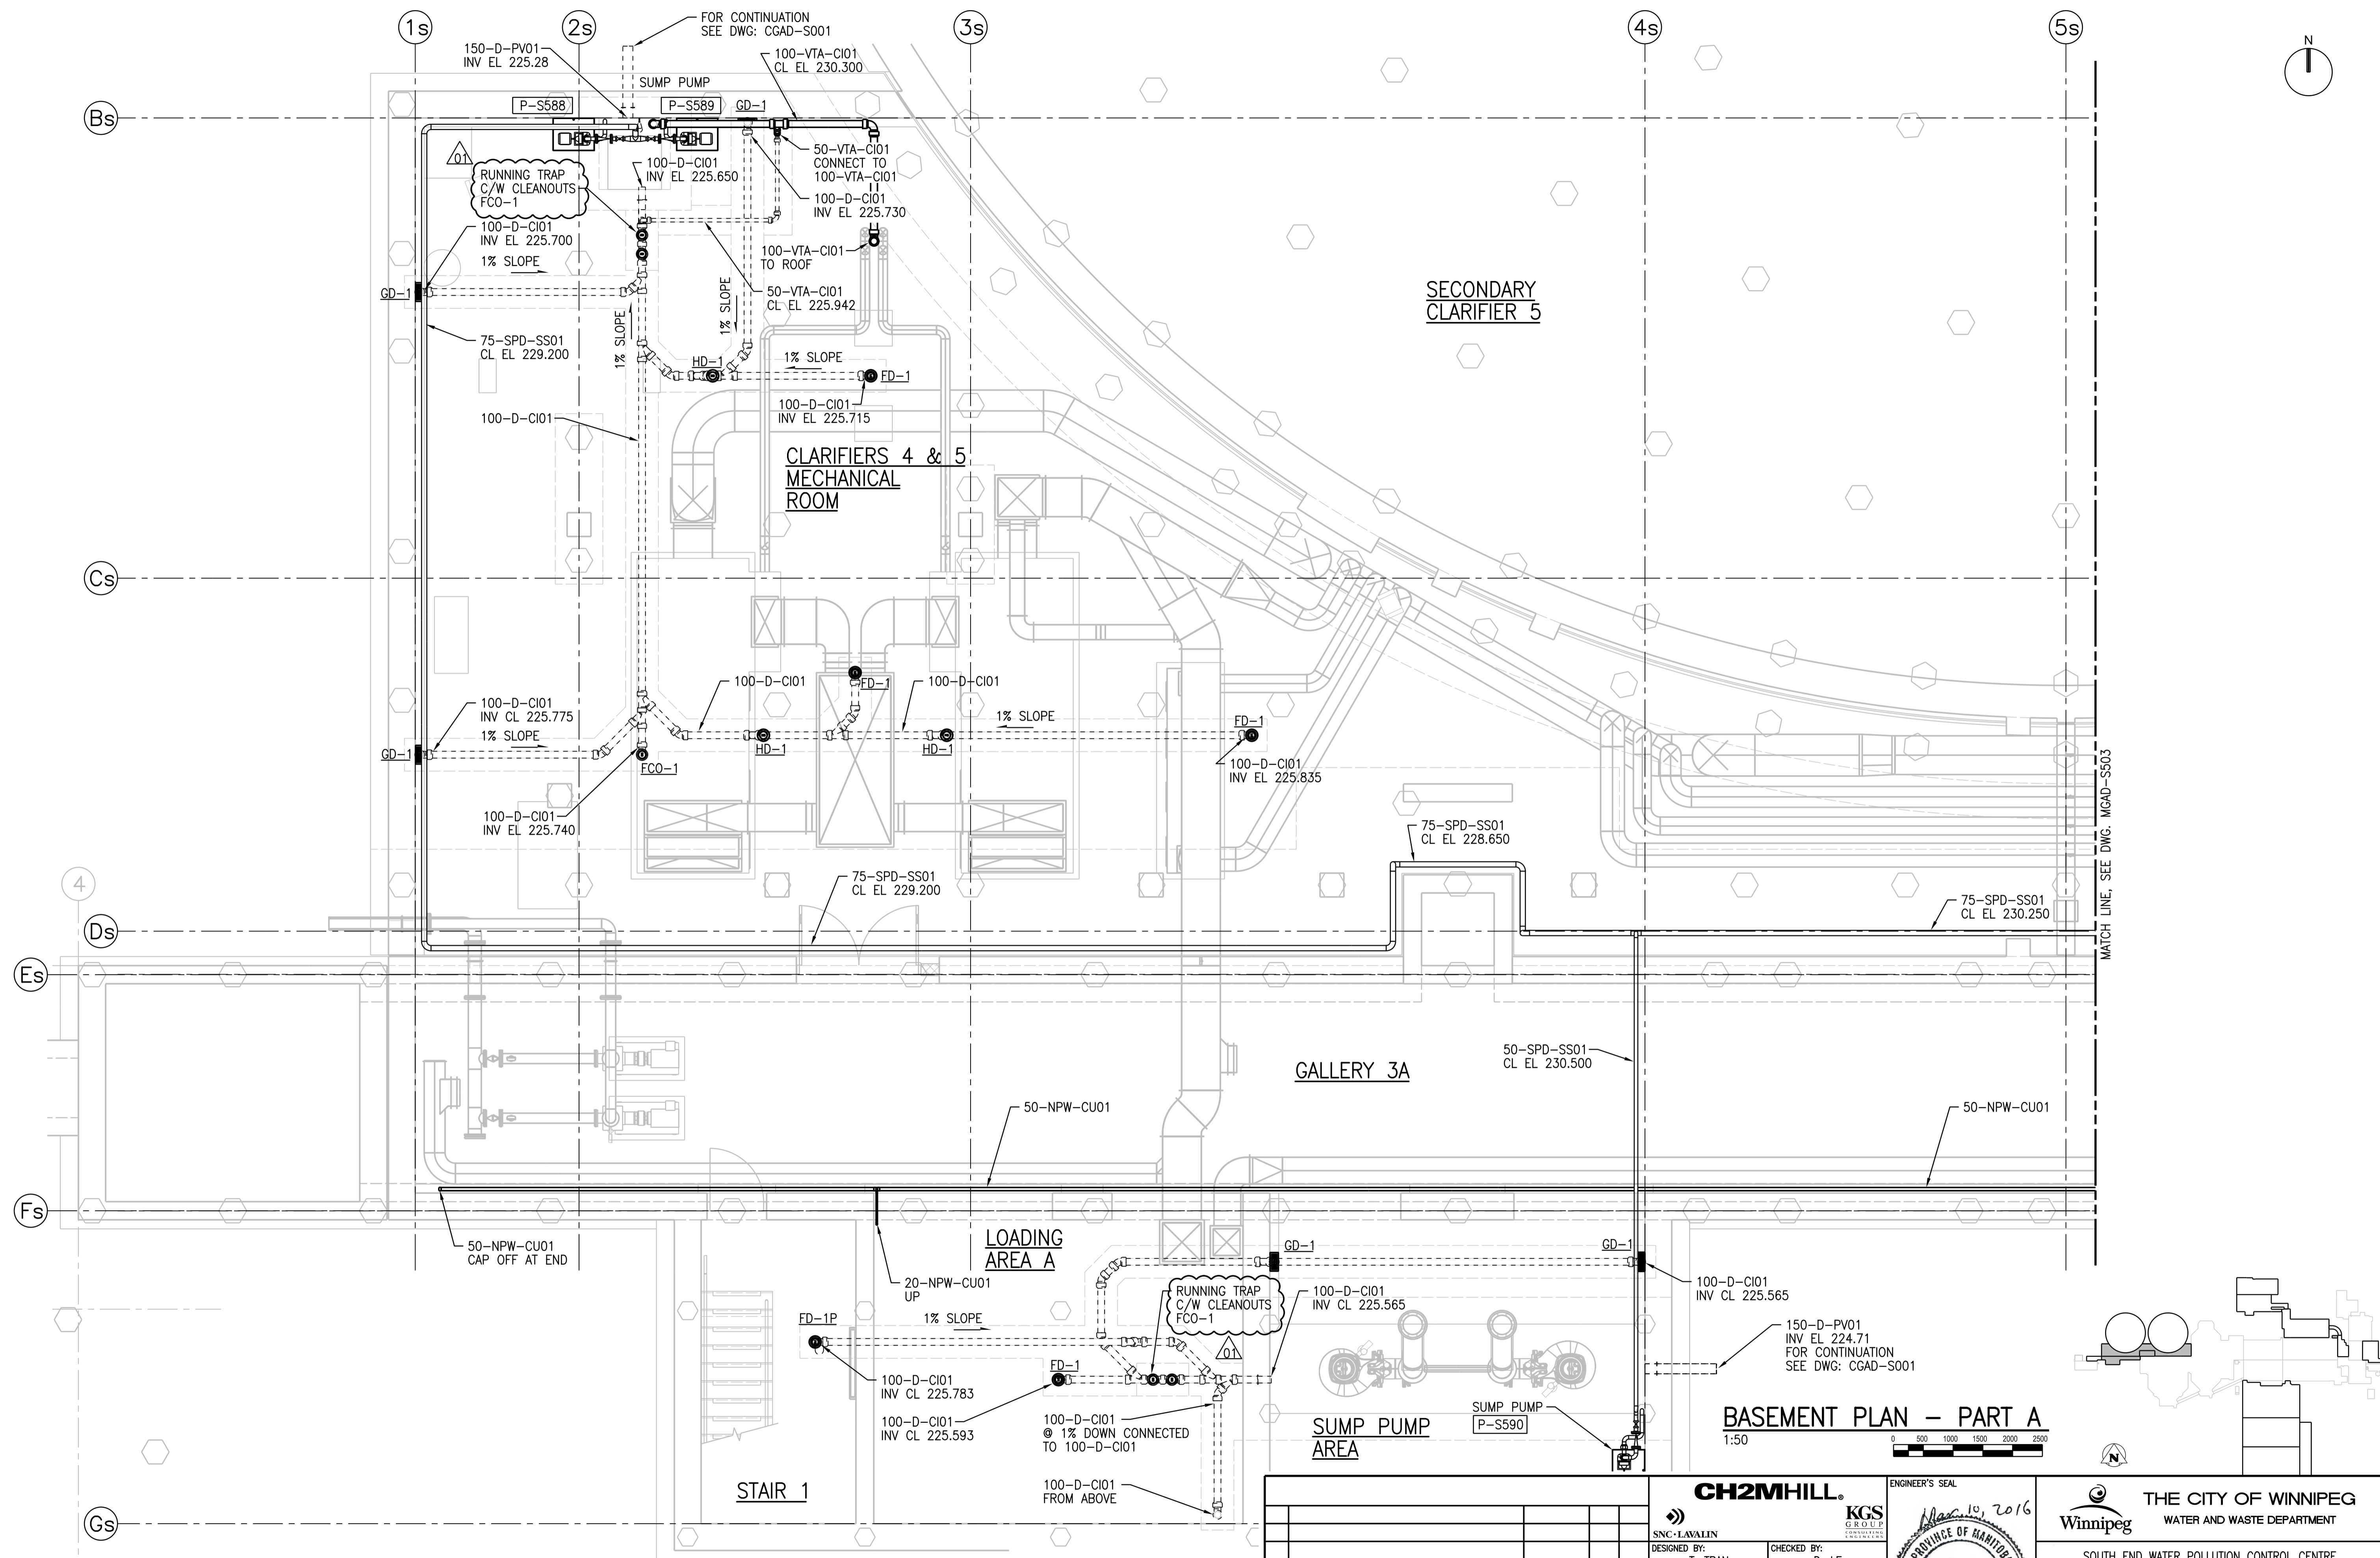 1s
2s
3s
4s
5s
N
FOR CONTINUATION
SEE DWG: CGAD-S001
150-D-PV01
INV EL 225.28
SUMP PUMP
100-VTA-CI01
CL EL 230.300
P-S588
P-S589
GD-1
Bs
01
RUNNING TRAP
C/W CLEANOUTS
FCO-1
100-D-CI01
INV EL 225.650
50-VTA-CI01
CONNECT TO
100-VTA-CI01
100-D-CI01
INV EL 225.730
100-D-CI01
INV EL 225.700
1% SLOPE
100-VTA-CI01
TO ROOF
GD-1
50-VTA-CI01
CL EL 225.942
SECONDARY
CLARIFIER 5
75-SPD-SS01
CL EL 229.200
1% SLOPE
1% SLOPE
HD-1
1% SLOPE
FD-1
100-D-CI01
INV EL 225.715
100-D-CI01
CLARIFIERS 4 & 5
MECHANICAL
ROOM
Cs
100-D-CI01
FD-1
100-D-CI01
100-D-CI01
INV CL 225.775
1% SLOPE
1% SLOPE
FD-1
GD-1
HD-1
HD-1
FCO-1
100-D-CI01
INV EL 225.835
100-D-CI01
INV EL 225.740
75-SPD-SS01
CL EL 228.650
MATCH LINE, SEE DWG. MGAD-S503
4
75-SPD-SS01
CL EL 229.200
75-SPD-SS01
CL EL 230.250
Ds
Es
50-SPD-SS01
CL EL 230.500
GALLERY 3A
50-NPW-CU01
50-NPW-CU01
Fs
50-NPW-CU01
CAP OFF AT END
LOADING
AREA A
GD-1
GD-1
20-NPW-CU01
UP
RUNNING TRAP
C/W CLEANOUTS
FCO-1
100-D-CI01
INV CL 225.565
100-D-CI01
INV CL 225.565
FD-1P
1% SLOPE
01
150-D-PV01
INV EL 224.71
FOR CONTINUATION
SEE DWG: CGAD-S001
FD-1
100-D-CI01
INV CL 225.783
100-D-CI01
INV CL 225.593
100-D-CI01
@ 1% DOWN CONNECTED
TO 100-D-CI01
SUMP PUMP
P-S590
SUMP PUMP
AREA
BASEMENT PLAN - PART A
1:50
0 500 1000 1500 2000 2500
N
STAIR 1
100-D-CI01
FROM ABOVE
Gs
CH2MHILL®
SNC·LAVALIN
KGS
GROUP
CONSULTING
ENGINEERS
DESIGNED BY:
CHECKED BY:
ENGINEER'S SEAL
10, 2016
PROVINCE OF MANITOBA
Winnipeg
THE CITY OF WINNIPEG
WATER AND WASTE DEPARTMENT
SOUTH END WATER POLLUTION CONTROL CENTRE